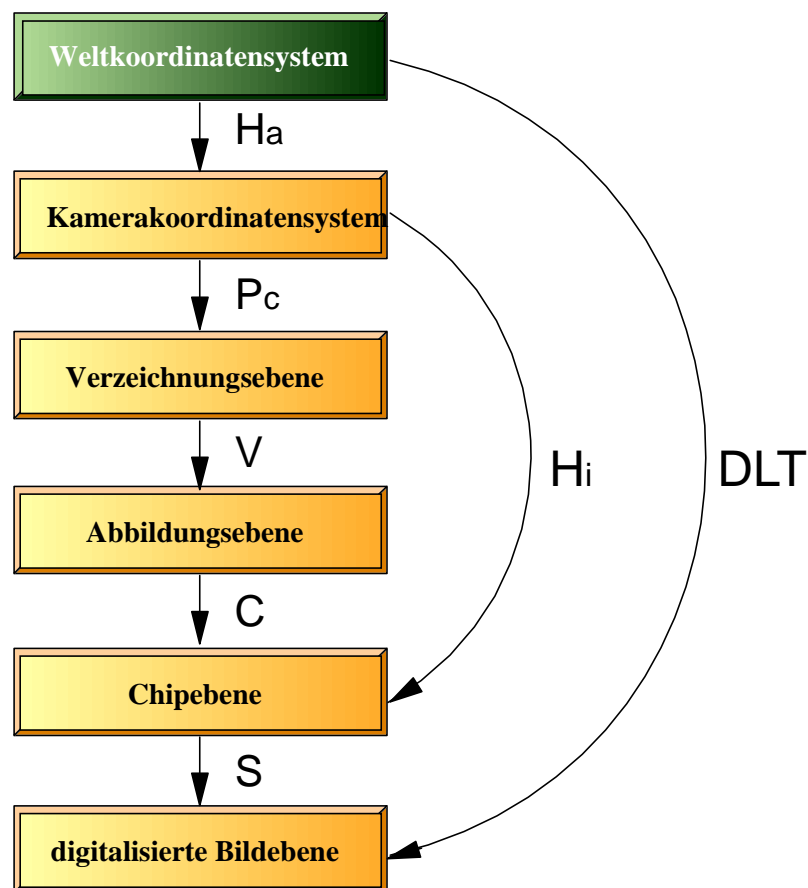 Weltkoordinatensystem
Ha
Kamerakoordinatensystem
Pc
Verzeichnungsebene
V
Hi
DLT
Abbildungsebene
C
Chipebene
S
digitalisierte Bildebene